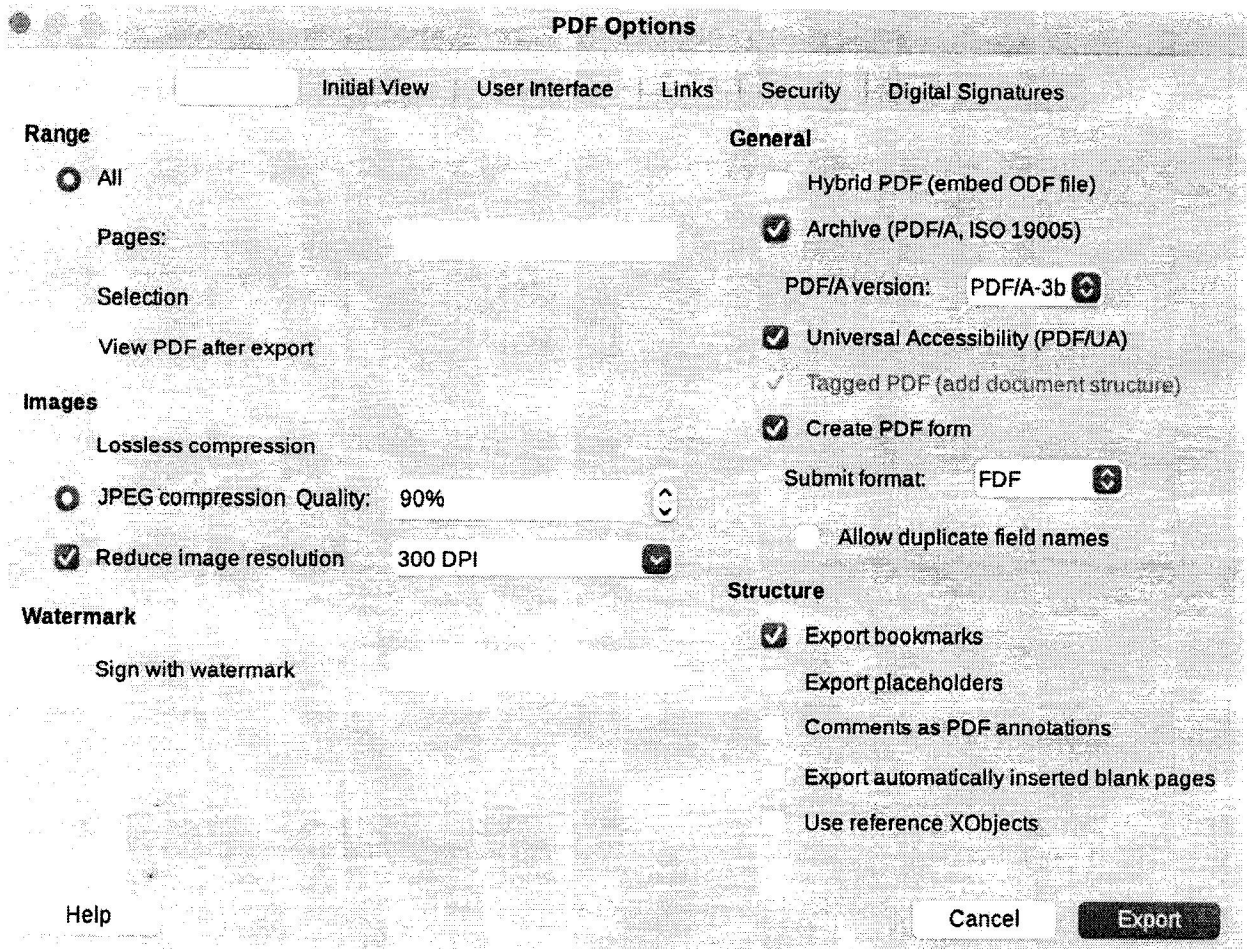 PDF Options
Initial View User Interface Links Security Digital Signatures
Range
All
Pages:
Selection
View PDF after export
Images
Lossless compression
JPEG compression Quality: 90%
Reduce image resolution 300 DPI
Watermark
Sign with watermark
General
Hybrid PDF (embed ODF file)
Archive (PDF/A, ISO 19005)
PDF/A version: PDF/A-3b
Universal Accessibility (PDF/UA)
Tagged PDF (add document structure)
Create PDF form
Submit format: FDF
Allow duplicate field names
Structure
Export bookmarks
Export placeholders
Comments as PDF annotations
Export automatically inserted blank pages
Use reference XObjects
Help Cancel Export